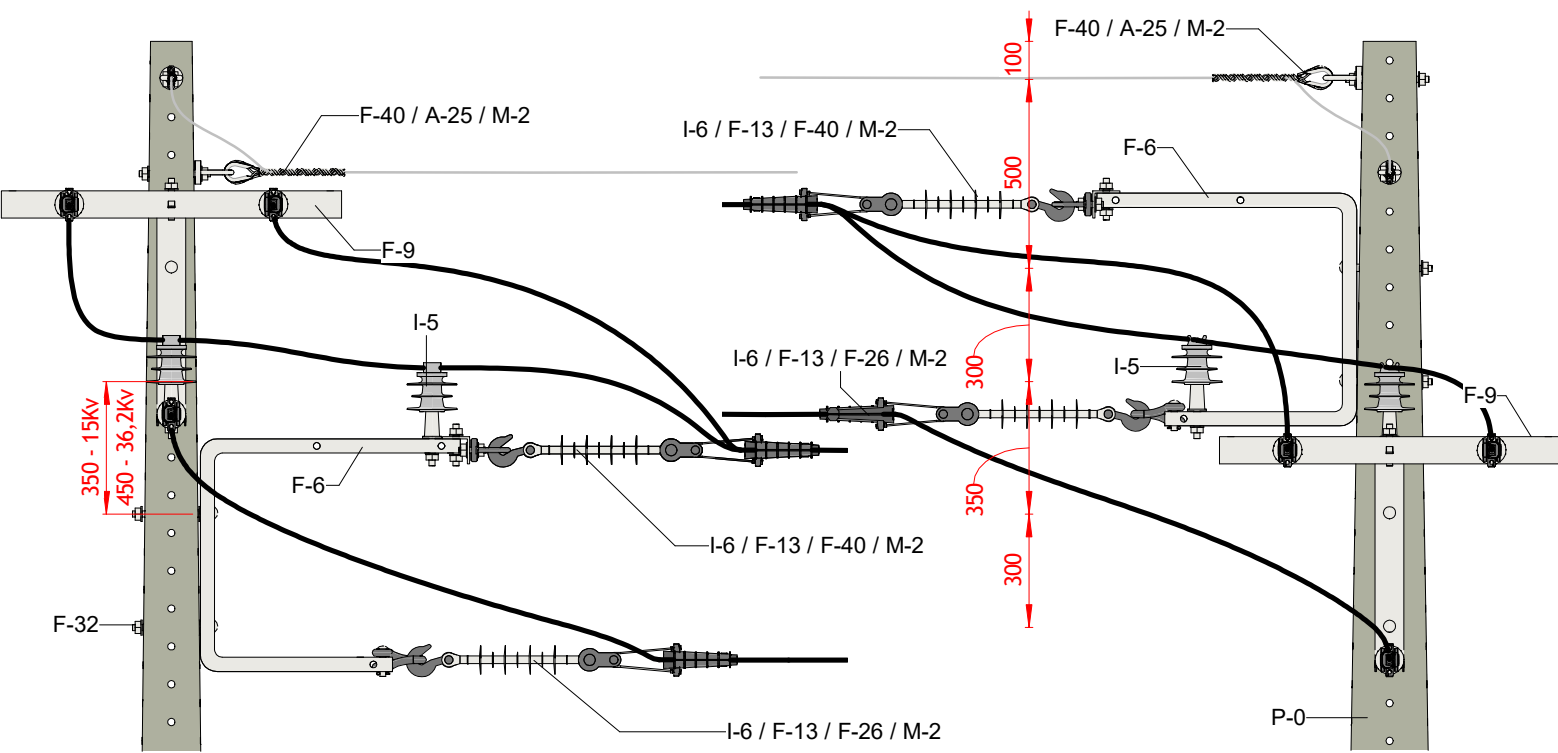 F-40 / A-25 / M-2
F-9
I-5
350 - 15Kv
450 - 36,2Kv
F-6
I-6 / F-13 / F-40 / M-2
F-32
I-6 / F-13 / F-26 / M-2
100
F-40 / A-25 / M-2
I-6 / F-13 / F-40 / M-2
F-6
500
300
I-6 / F-13 / F-26 / M-2
I-5
F-9
350
300
P-0